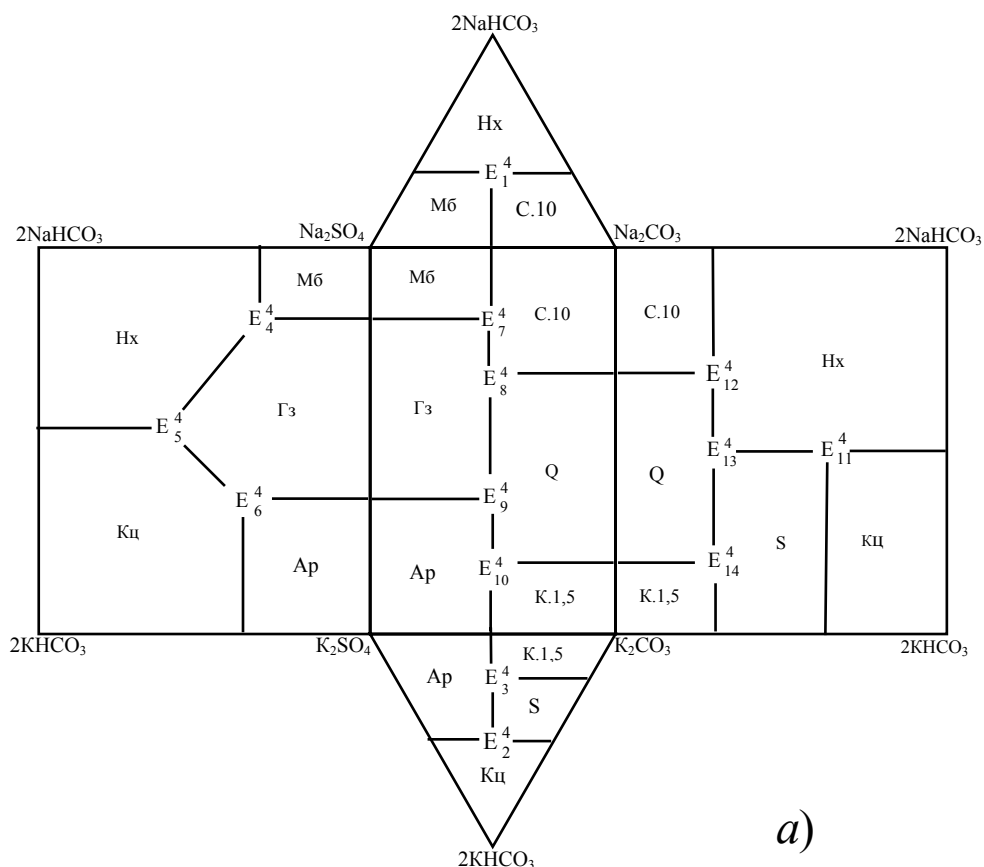 2NaHCO₃
Нх
E⁴₁
Мб С.10
2NaHCO₃ Na₂SO₄ Na₂CO₃ 2NaHCO₃
Мб Мб С.10 С.10
E⁴₄ E⁴₇
Нх Нх
E⁴₈ E⁴₁₂
Гз Гз
E⁴₅ E⁴₁₃ E⁴₁₁
Q Q
E⁴₆ E⁴₉
Кц S кц
Ар Ар E⁴₁₀ E⁴₁₄
К.1,5 К.1,5
2KHCO₃ K₂SO₄ K₂CO₃ 2KHCO₃
К.1,5
Ар E⁴₃
S
E⁴₂
Кц
2KHCO₃
а)